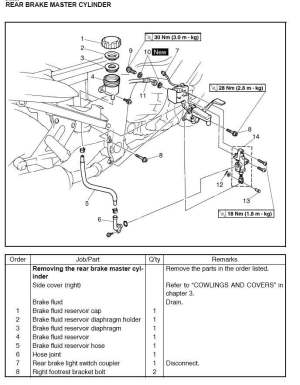 REAR BRAKE MASTER CYLINDER
30 Nm (3.0 m · kg)
1
9
10 New
7
2
3
4
11
28 Nm (2.8 m · kg)
8
14
8
5
12
6
13
18 Nm (1.8 m · kg)
Order Job/Part Q'ty Remarks
Removing the rear brake master cyl- Remove the parts in the order listed.
inder
Side cover (right) Refer to "COWLINGS AND COVERS" in
chapter 3.
Brake fluid Drain.
1 Brake fluid reservoir cap 1
2 Brake fluid reservoir diaphragm holder 1
3 Brake fluid reservoir diaphragm 1
4 Brake fluid reservoir 1
5 Brake fluid reservoir hose 1
6 Hose joint 1
7 Rear brake light switch coupler 1 Disconnect.
8 Right footrest bracket bolt 2